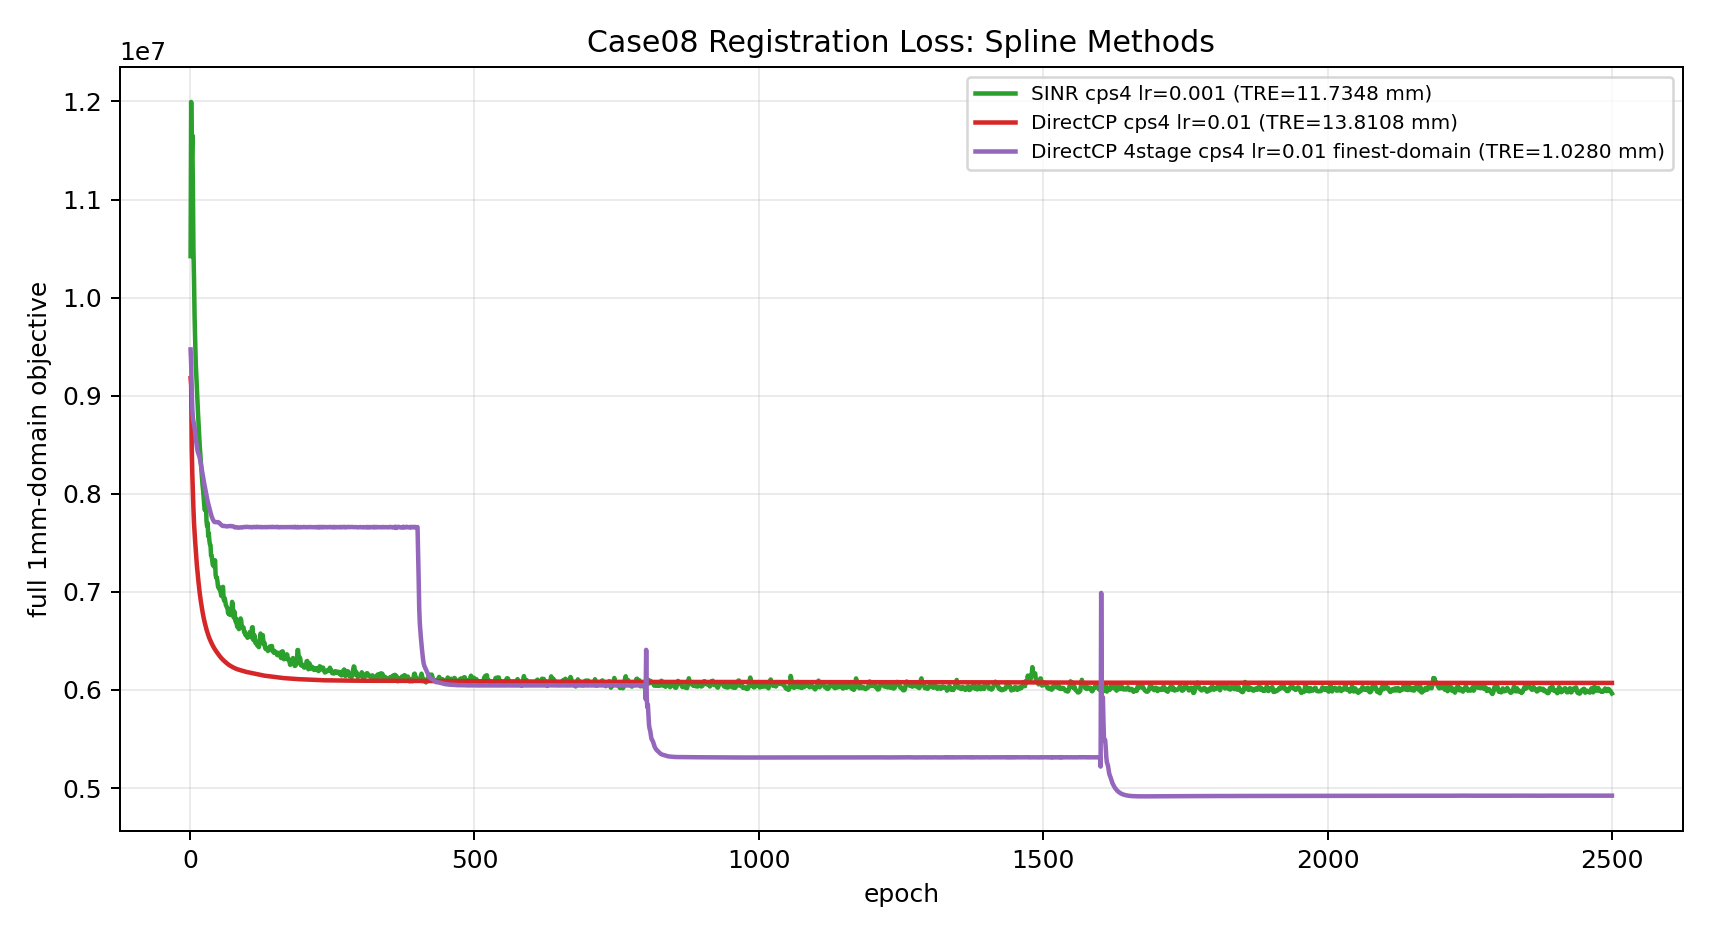 Case08 Registration Loss: Spline Methods
1e7
SINR cps4 lr=0.001 (TRE=11.7348 mm)
DirectCP cps4 lr=0.01 (TRE=13.8108 mm)
DirectCP 4stage cps4 lr=0.01 finest-domain (TRE=1.0280 mm)
full 1mm-domain objective
1.2
1.1
1.0
0.9
0.8
0.7
0.6
0.5
0 500 1000 1500 2000 2500
epoch